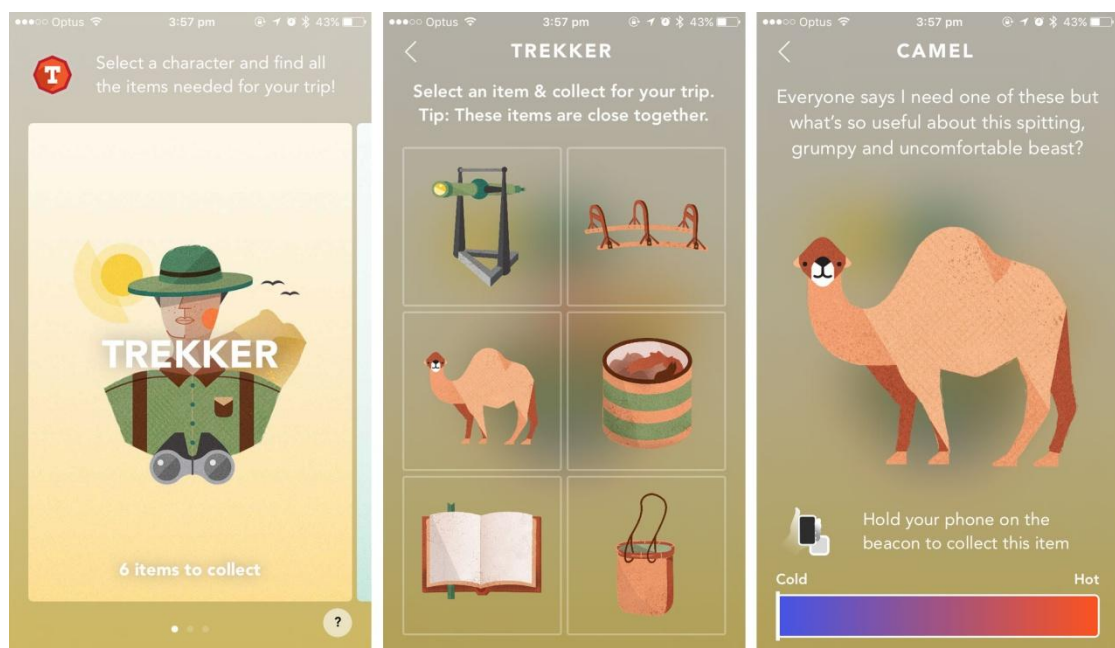 Optus 3:57 pm 43%
T
Select a character and find all
the items needed for your trip!
TREKKER
6 items to collect
?
Optus 3:57 pm 43%
TREKKER
Select an item & collect for your trip.
Tip: These items are close together.
Optus 3:57 pm 43%
CAMEL
Everyone says I need one of these but
what's so useful about this spitting,
grumpy and uncomfortable beast?
Hold your phone on the
beacon to collect this item
Cold Hot